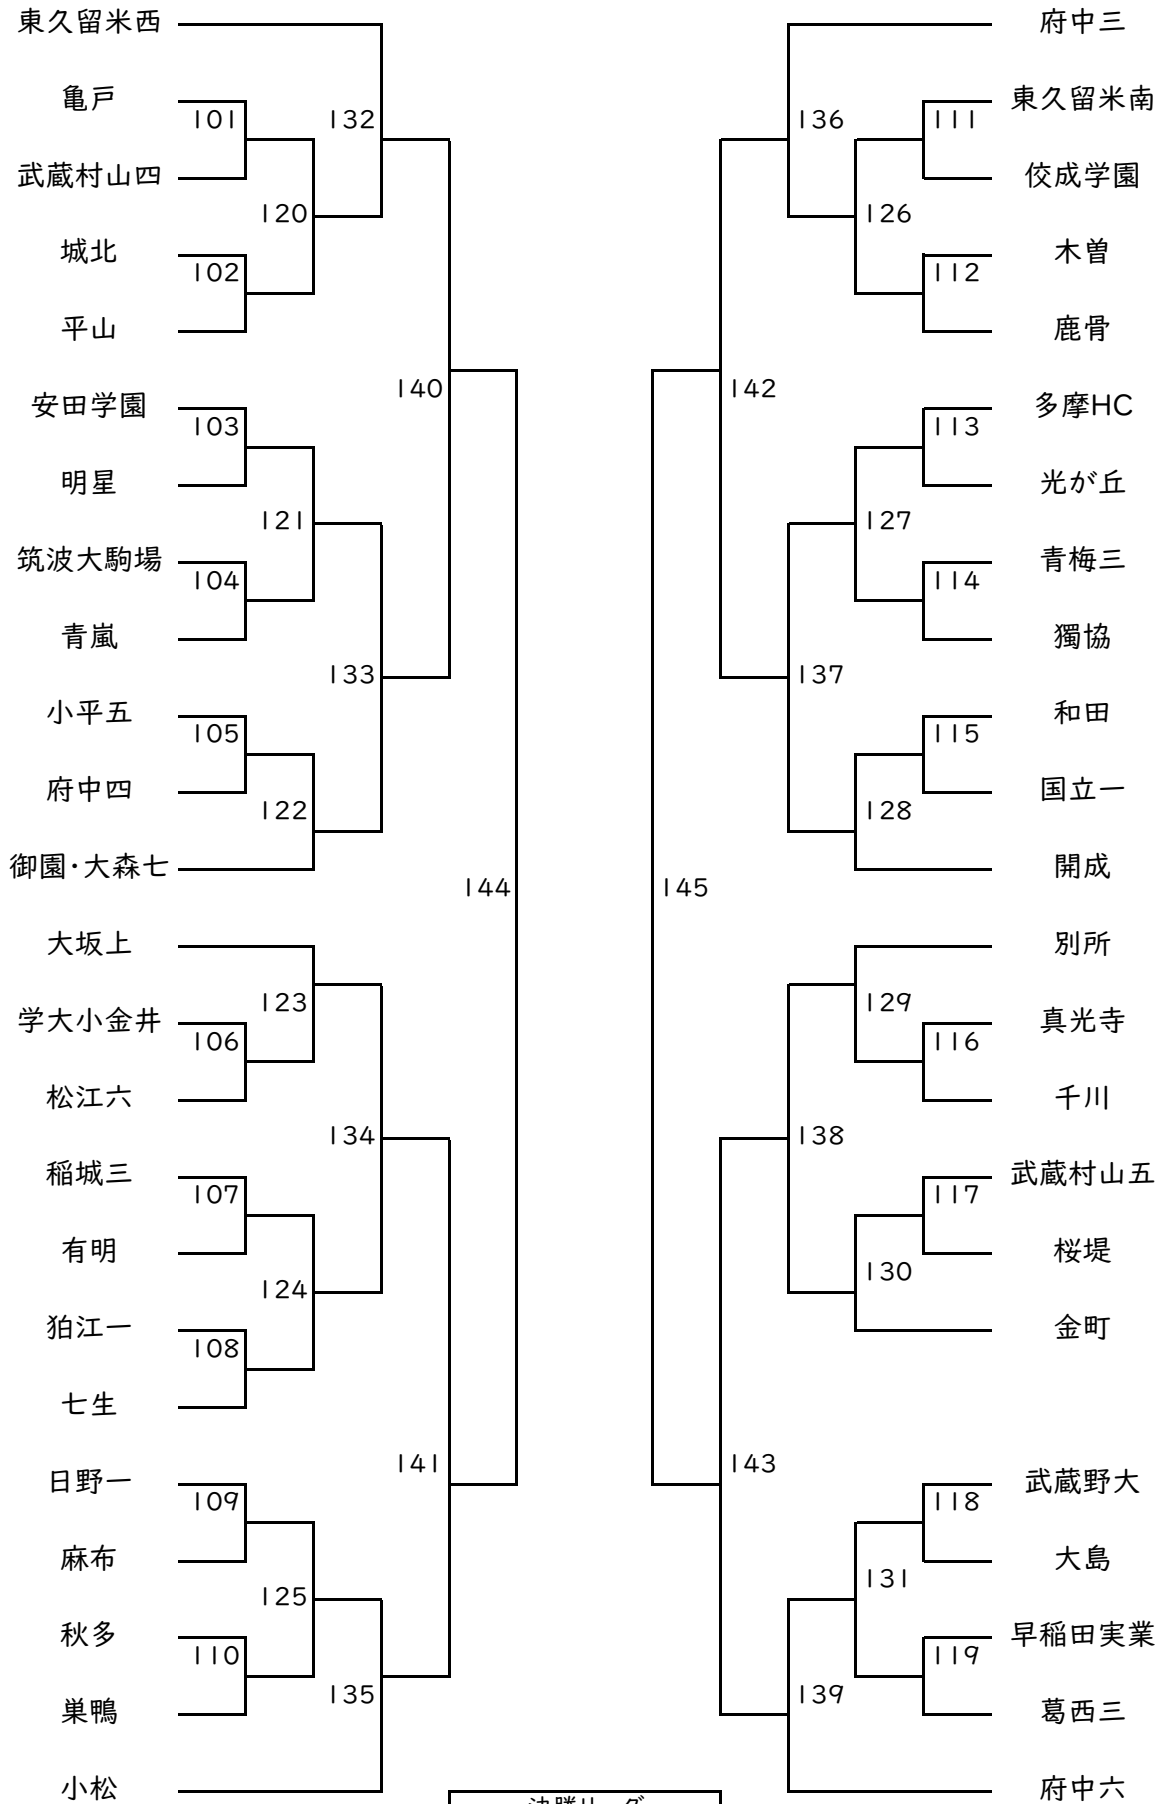 東久留米西
亀戸
101
132
武蔵村山四
120
城北
102
平山
140
安田学園
103
明星
121
筑波大駒場
104
青嵐
133
小平五
105
府中四
122
御園・大森七
144
大坂上
123
学大小金井
106
松江六
134
稲城三
107
有明
124
狛江一
108
七生
141
日野一
109
麻布
125
秋多
110
135
巣鴨
小松
府中三
136
東久留米南
111
佼成学園
126
木曽
112
鹿骨
142
多摩HC
113
光が丘
127
青梅三
114
獨協
137
和田
115
国立一
128
開成
145
別所
129
真光寺
116
千川
138
武蔵村山五
117
桜堤
130
金町
143
武蔵野大
118
大島
131
早稲田実業
119
139
葛西三
府中六
決勝リーグ